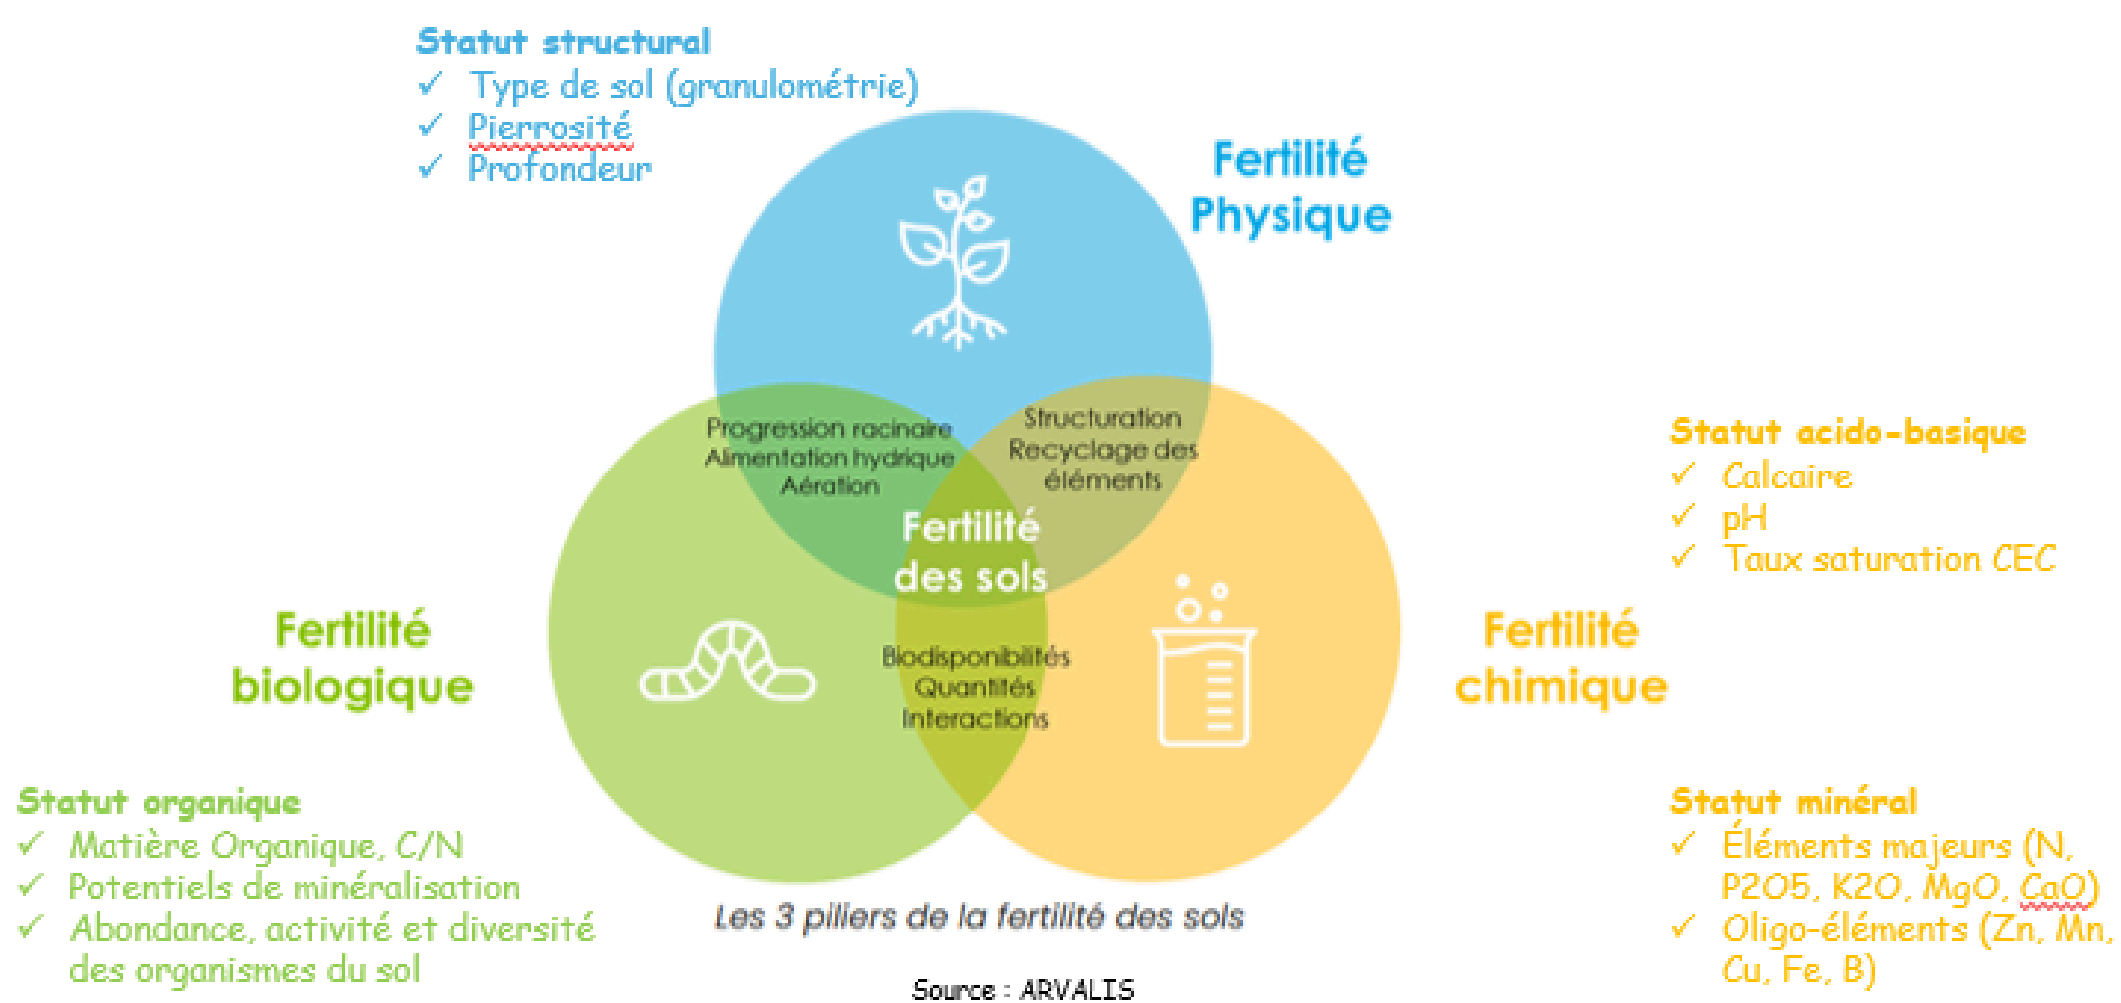 Statut structural
✓ Type de sol (granulométrie)
✓ Pierrosité
✓ Profondeur
Fertilité
Physique
Progression racinaire
Alimentation hydrique
Aération
Structuration
Recyclage des
éléments
Statut acido-basique
✓ Calcaire
✓ pH
✓ Taux saturation CEC
Fertilité
des sols
Fertilité
biologique
Biodisponibilités
Quantités
Interactions
Fertilité
chimique
Statut organique
✓ Matière Organique, C/N
✓ Potentiels de minéralisation
✓ Abondance, activité et diversité
des organismes du sol
Statut minéral
✓ Éléments majeurs (N,
P2O5, K2O, MgO, CaO)
✓ Oligo-éléments (Zn, Mn,
Cu, Fe, B)
Les 3 piliers de la fertilité des sols
Source : ARVALIS